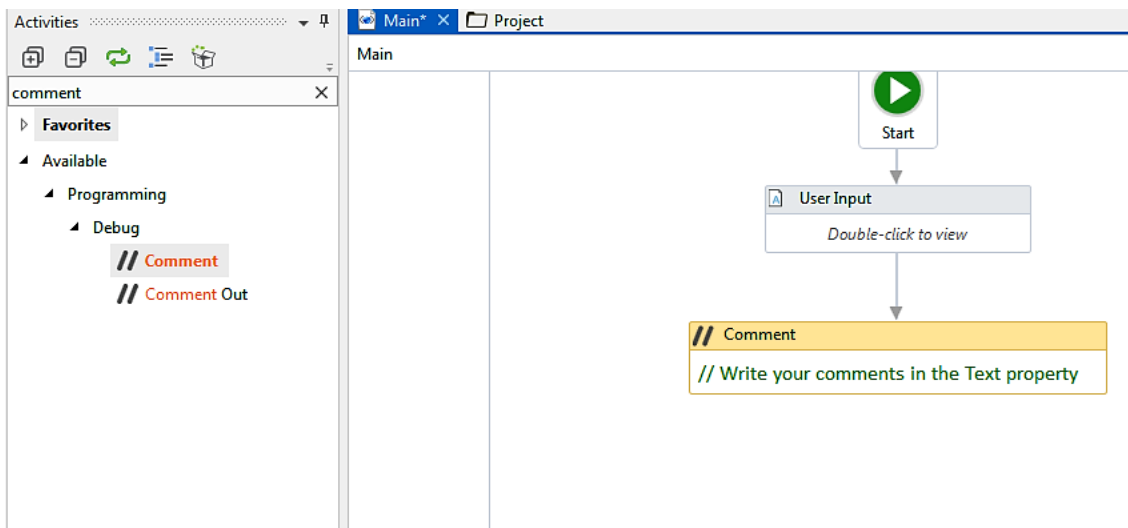 Activities
Main*
Project
Main
comment
Favorites
Available
Programming
Debug
// Comment
// Comment Out
Start
User Input
Double-click to view
// Comment
// Write your comments in the Text property